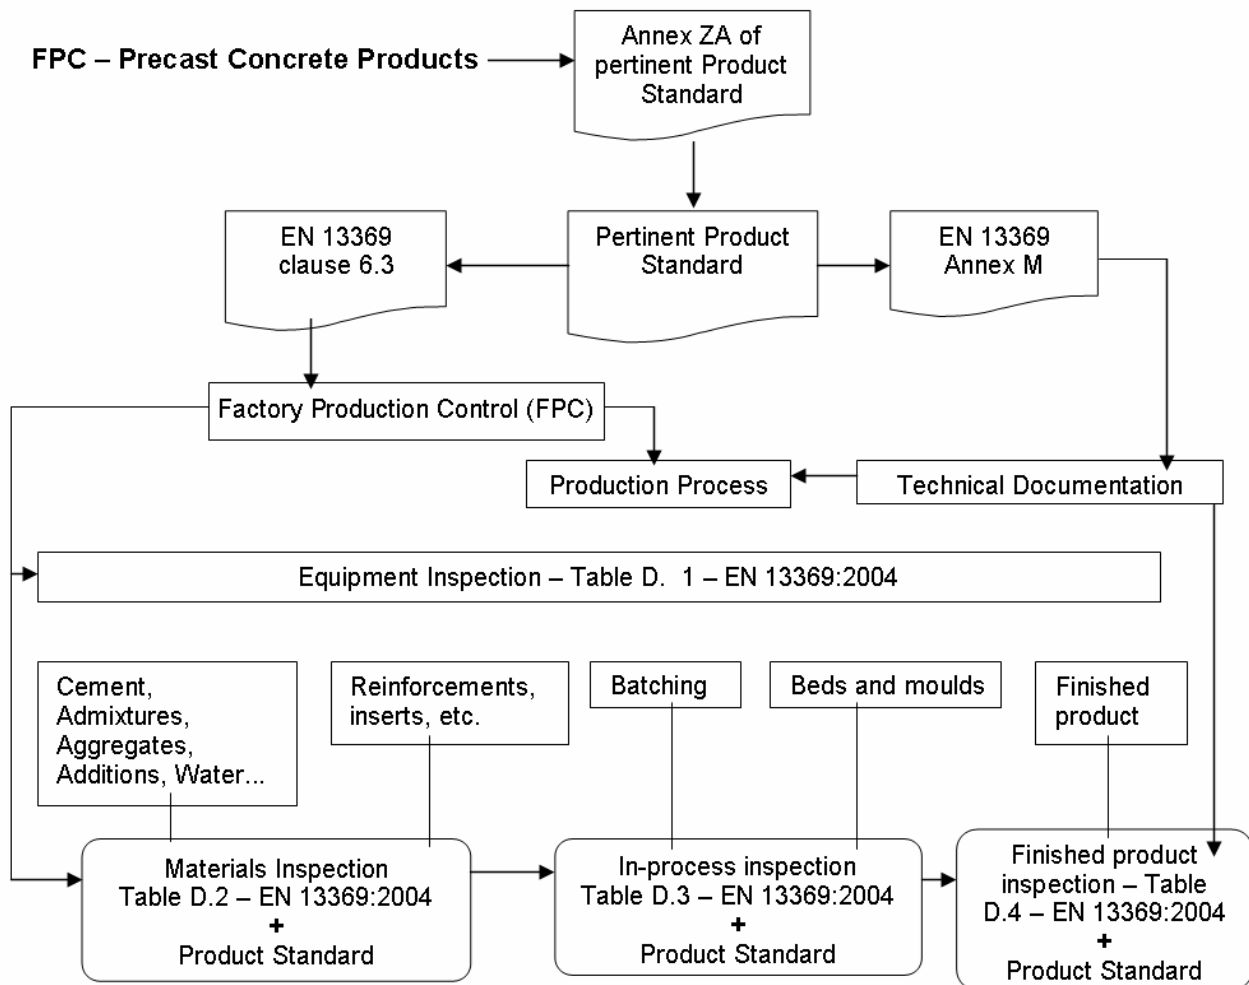 FPC – Precast Concrete Products
Annex ZA of
pertinent Product
Standard
EN 13369
clause 6.3
Pertinent Product
Standard
EN 13369
Annex M
Factory Production Control (FPC)
Production Process
Technical Documentation
Equipment Inspection – Table D. 1 – EN 13369:2004
Cement,
Admixtures,
Aggregates,
Additions, Water...
Reinforcements,
inserts, etc.
Batching
Beds and moulds
Finished
product
Materials Inspection
Table D.2 – EN 13369:2004
+
Product Standard
In-process inspection
Table D.3 – EN 13369:2004
+
Product Standard
Finished product
inspection – Table
D.4 – EN 13369:2004
+
Product Standard